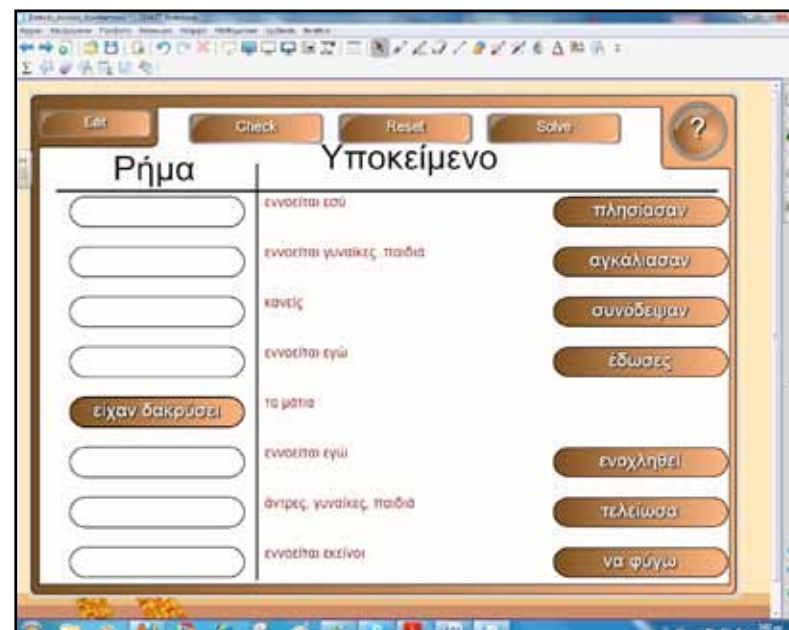 Edit
Check
Reset
Solve
?
Ρήμα
Υποκείμενο
εννοείται εσύ
πλησίασαν
εννοείται γυναίκες, παιδιά
αγκάλιασαν
κανείς
συνόδεψαν
εννοείται εγώ
έδωσες
είχαν δακρύσει
τα μάτια
εννοείται εγώ
ενοχληθεί
άντρες, γυναίκες, παιδιά
τελείωσα
εννοείται εκείνοι
να φύγω